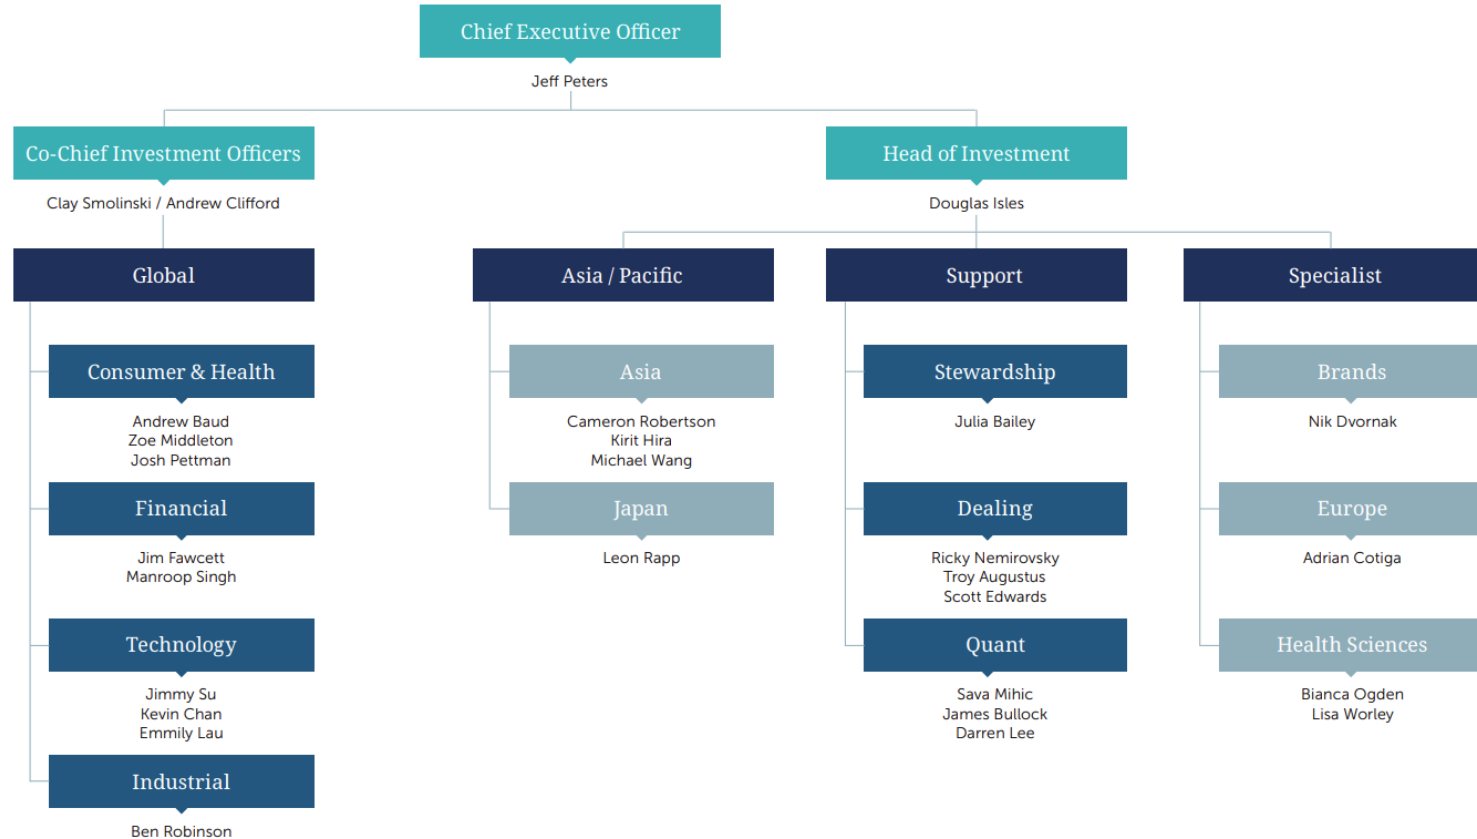 Chief Executive Officer
Jeff Peters
Co-Chief Investment Officers
Clay Smolinski / Andrew Clifford
Head of Investment
Douglas Isles
Global
Consumer & Health
Andrew Baud
Zoe Middleton
Josh Pettman
Financial
Jim Fawcett
Manroop Singh
Technology
Jimmy Su
Kevin Chan
Emmily Lau
Industrial
Ben Robinson
Asia / Pacific
Asia
Cameron Robertson
Kirit Hira
Michael Wang
Japan
Leon Rapp
Support
Stewardship
Julia Bailey
Dealing
Ricky Nemirovsky
Troy Augustus
Scott Edwards
Quant
Sava Mihic
James Bullock
Darren Lee
Specialist
Brands
Nik Dvornak
Europe
Adrian Cotiga
Health Sciences
Bianca Ogden
Lisa Worley